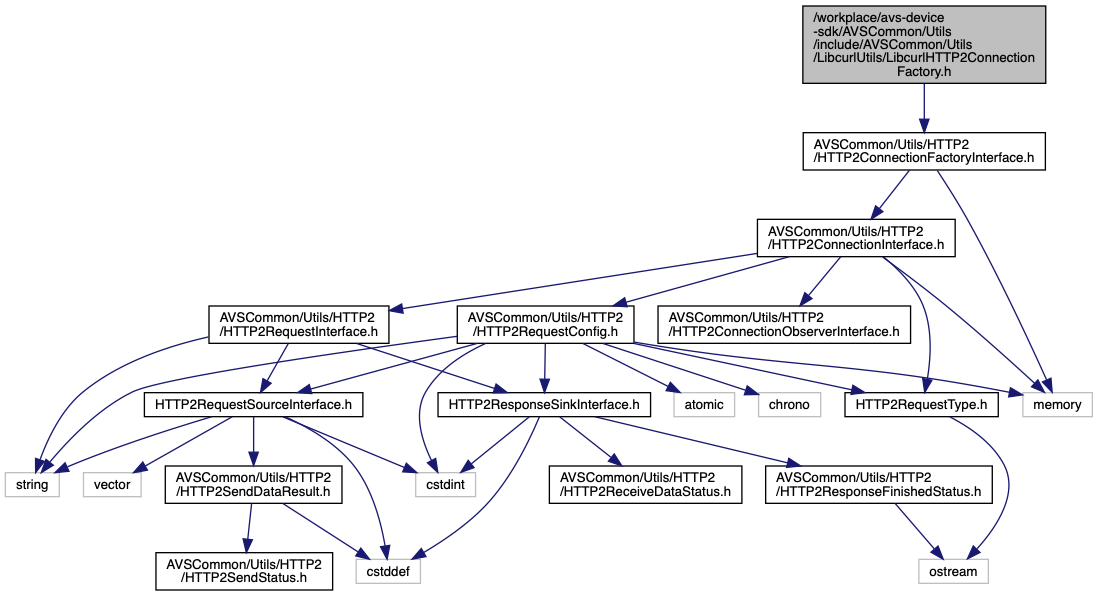 /workplace/avs-device
-sdk/AVSCommon/Utils
/include/AVSCommon/Utils
/LibcurlUtils/LibcurlHTTP2Connection
Factory.h
AVSCommon/Utils/HTTP2
/HTTP2ConnectionFactoryInterface.h
AVSCommon/Utils/HTTP2
/HTTP2ConnectionInterface.h
AVSCommon/Utils/HTTP2
/HTTP2RequestInterface.h
AVSCommon/Utils/HTTP2
/HTTP2RequestConfig.h
AVSCommon/Utils/HTTP2
/HTTP2ConnectionObserverInterface.h
HTTP2RequestSourceInterface.h
HTTP2ResponseSinkInterface.h
atomic
chrono
HTTP2RequestType.h
memory
string
vector
AVSCommon/Utils/HTTP2
/HTTP2SendDataResult.h
cstdint
AVSCommon/Utils/HTTP2
/HTTP2ReceiveDataStatus.h
AVSCommon/Utils/HTTP2
/HTTP2ResponseFinishedStatus.h
AVSCommon/Utils/HTTP2
/HTTP2SendStatus.h
cstddef
ostream